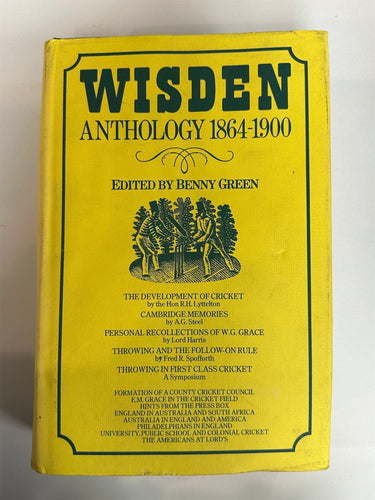 WISDEN
ANTHOLOGY 1864-1900
EDITED BY BENNY GREEN
THE DEVELOPMENT OF CRICKET
by the Hon R.H. Lyttelton
CAMBRIDGE MEMORIES
by A.G. Steel
PERSONAL RECOLLECTIONS OF W.G. GRACE
by Lord Harris
THROWING AND THE FOLLOW-ON RULE
by Fred R. Spofforth
THROWING IN FIRST CLASS CRICKET
A Symposium
FORMATION OF A COUNTY CRICKET COUNCIL
E.M. GRACE IN THE CRICKET FIELD
HINTS FROM THE PRESS BOX
ENGLAND IN AUSTRALIA AND SOUTH AFRICA
AUSTRALIA IN ENGLAND AND AMERICA
PHILADELPHIANS IN ENGLAND
UNIVERSITY, PUBLIC SCHOOL AND COLONIAL CRICKET
THE AMERICANS AT LORD'S